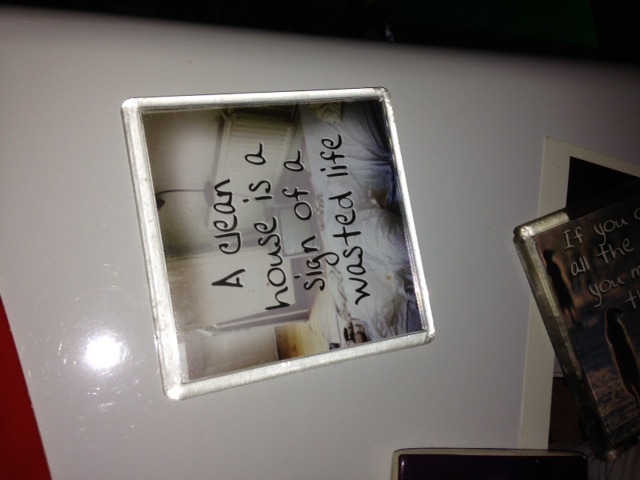 A clean
house is a
sign of a
wasted life
If you
all the
you